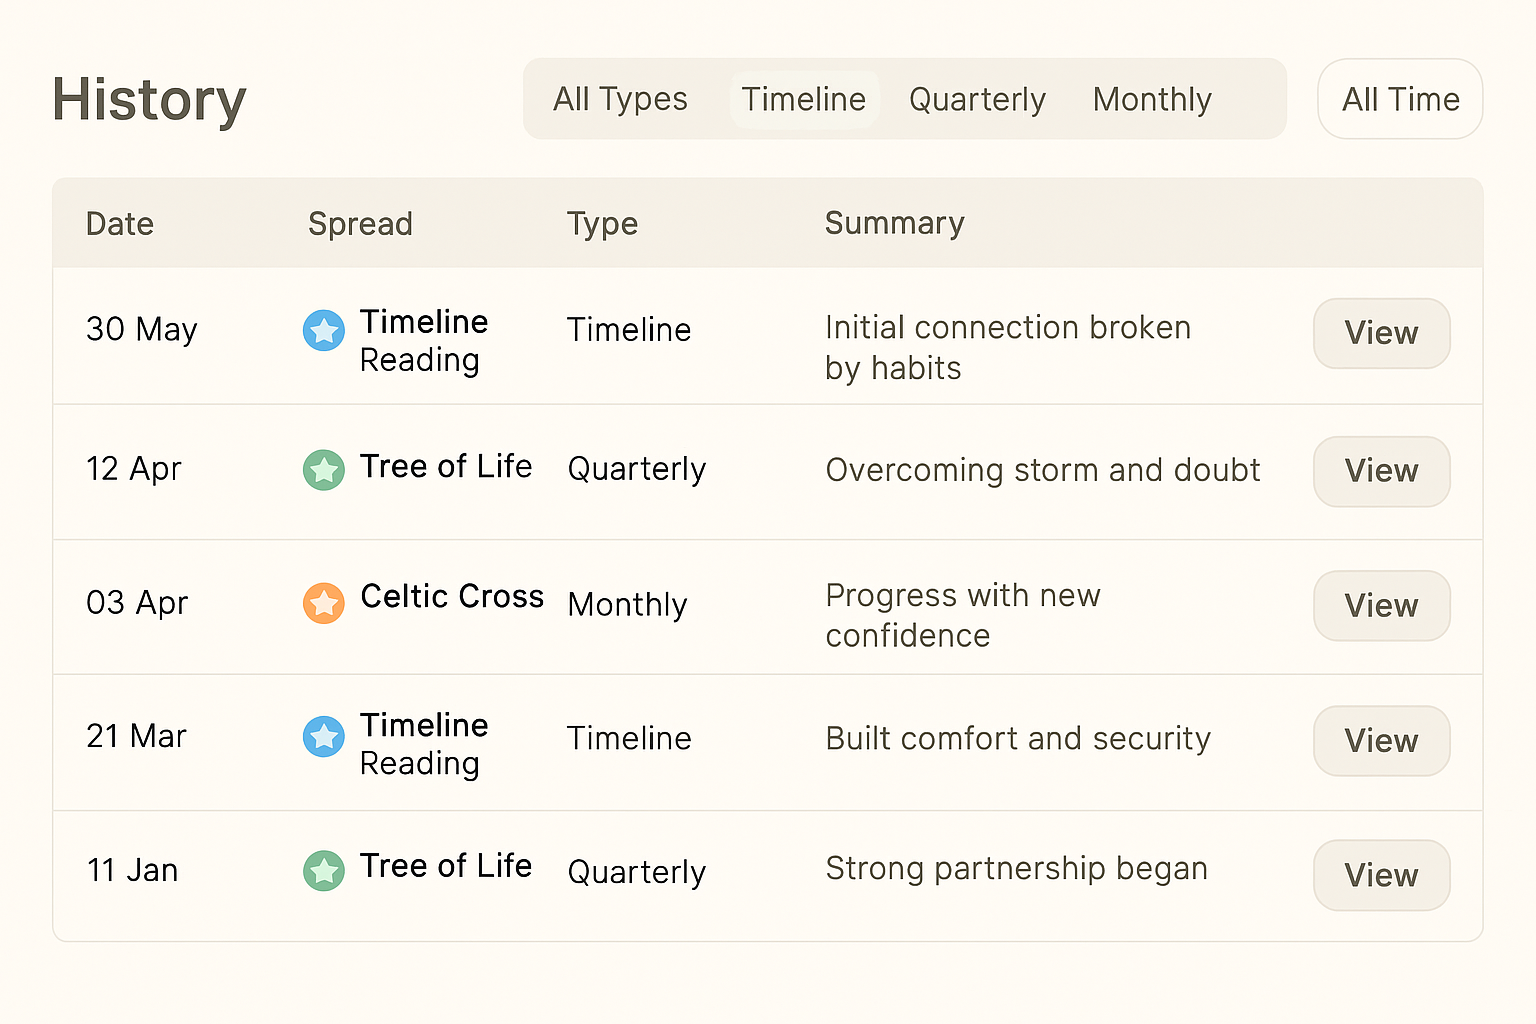 History
All Types Timeline Quarterly Monthly All Time
Date Spread Type Summary
30 May Timeline Reading Timeline Initial connection broken by habits View
12 Apr Tree of Life Quarterly Overcoming storm and doubt View
03 Apr Celtic Cross Monthly Progress with new confidence View
21 Mar Timeline Reading Timeline Built comfort and security View
11 Jan Tree of Life Quarterly Strong partnership began View